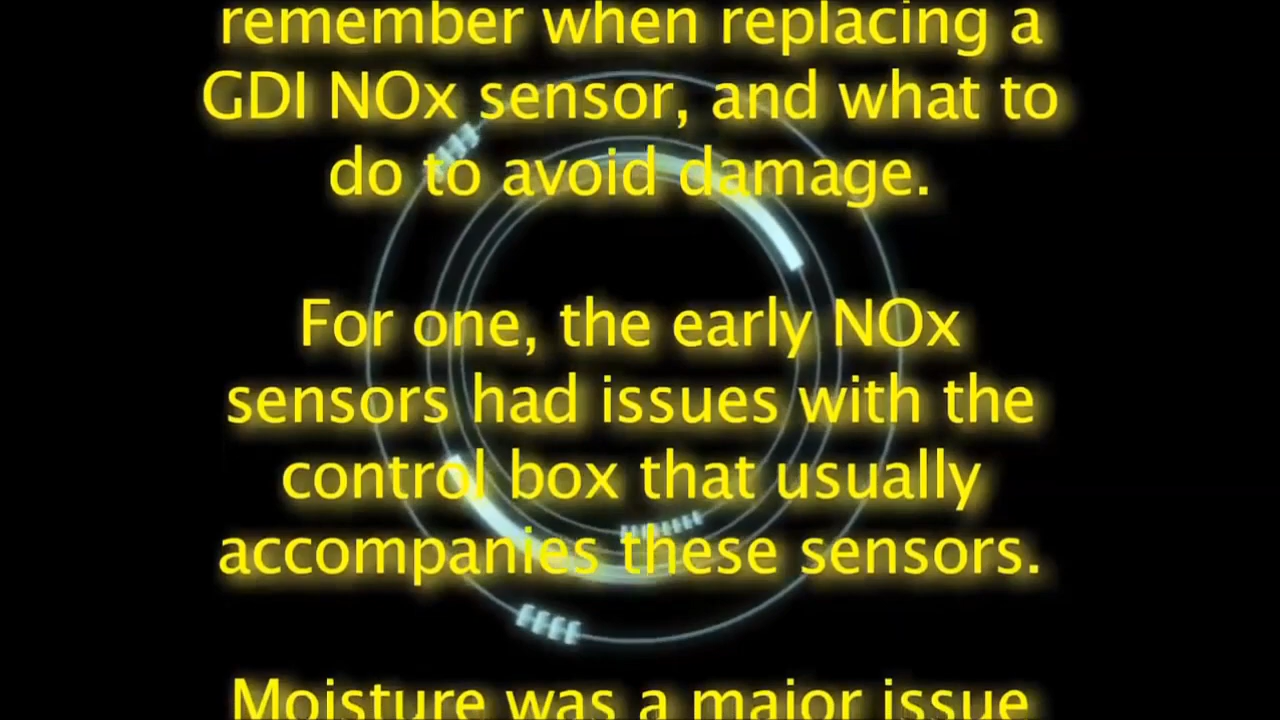 remember when replacing a
GDI NOx sensor, and what to
do to avoid damage.
For one, the early NOx
sensors had issues with the
control box that usually
accompanies these sensors.
Moisture was a major issue